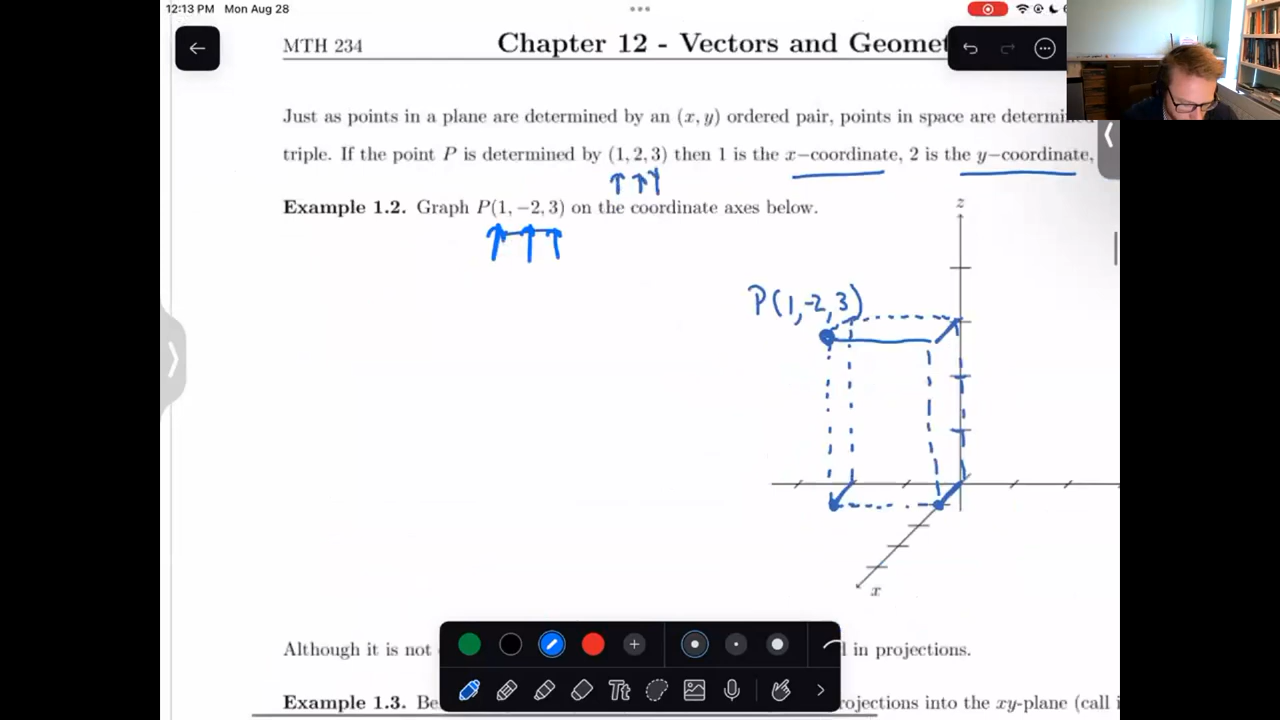 12:13 PM Mon Aug 28
MTH 234
Chapter 12 - Vectors and Geomet
Just as points in a plane are determined by an (x, y) ordered pair, points in space are determin
triple. If the point P is determined by (1, 2, 3) then 1 is the x−coordinate, 2 is the y−coordinate,
Example 1.2. Graph P(1, −2, 3) on the coordinate axes below.
z
P(1,-2,3)
x
Although it is not
l in projections.
Example 1.3. Be
rojections into the xy-plane (call i
Tt